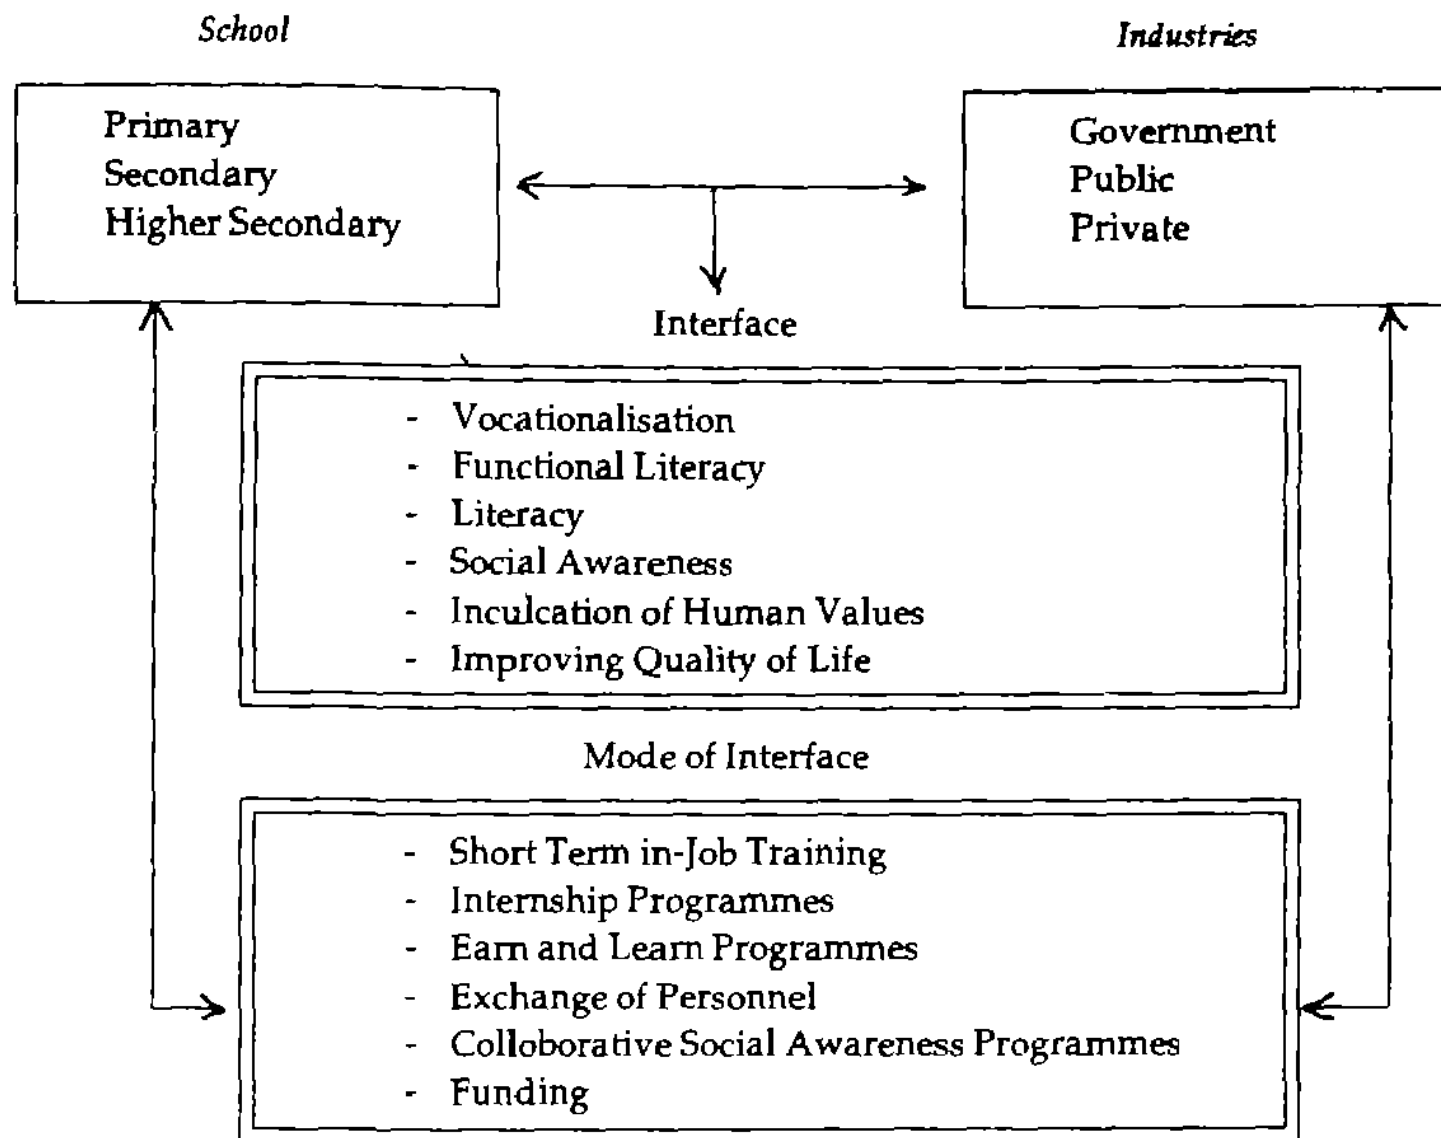 School
Industries
Primary
Secondary
Higher Secondary
Government
Public
Private
Interface
- Vocationalisation
- Functional Literacy
- Literacy
- Social Awareness
- Inculcation of Human Values
- Improving Quality of Life
Mode of Interface
- Short Term in-Job Training
- Internship Programmes
- Earn and Learn Programmes
- Exchange of Personnel
- Colloborative Social Awareness Programmes
- Funding